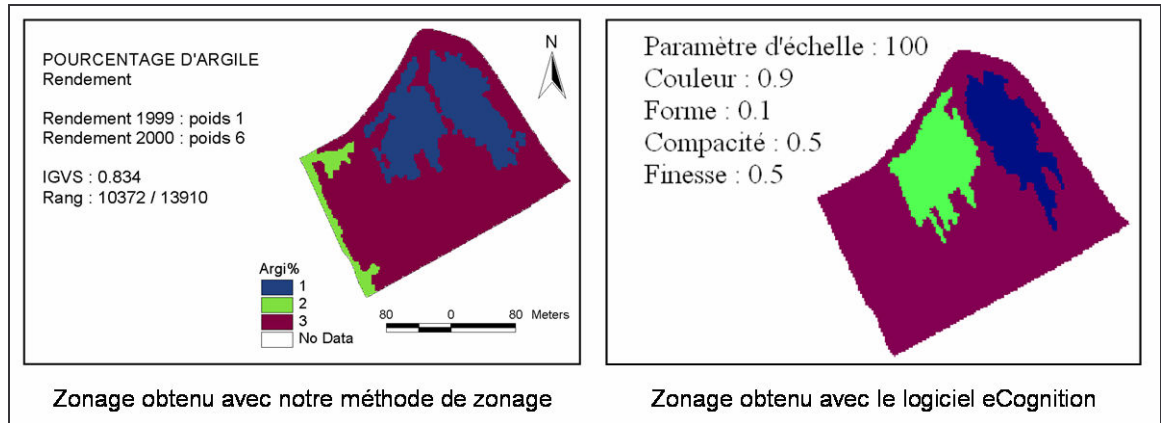 POURCENTAGE D'ARGILE
Rendement
Rendement 1999 : poids 1
Rendement 2000 : poids 6
IGVS : 0.834
Rang : 10372 / 13910
N
Argi%
1
2
3
No Data
80 0 80 Meters
Zonage obtenu avec notre méthode de zonage
Paramètre d'échelle : 100
Couleur : 0.9
Forme : 0.1
Compacité : 0.5
Finesse : 0.5
Zonage obtenu avec le logiciel eCognition